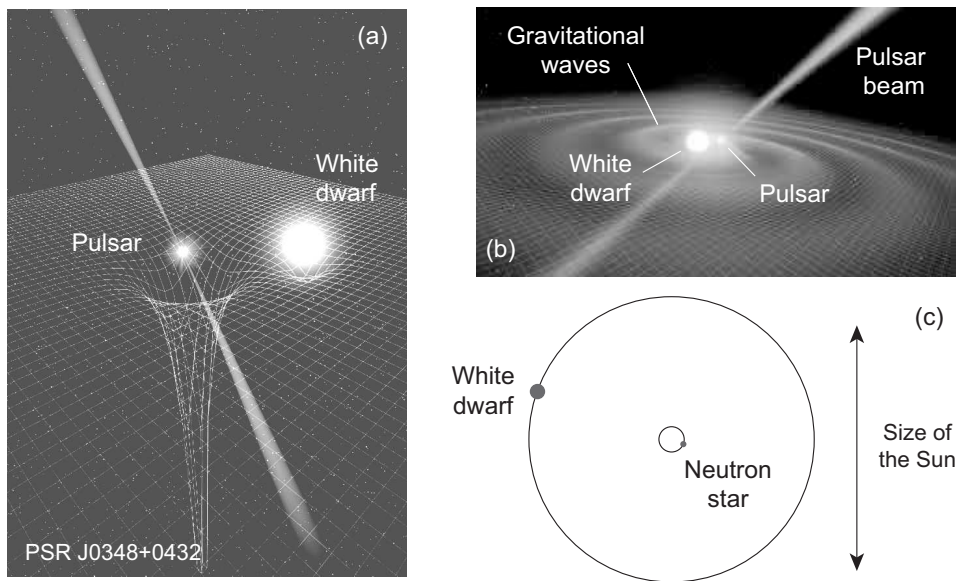 (a)
White
dwarf
Pulsar
PSR J0348+0432
Gravitational
waves
Pulsar
beam
White
dwarf
Pulsar
(b)
(c)
White
dwarf
Neutron
star
Size of
the Sun